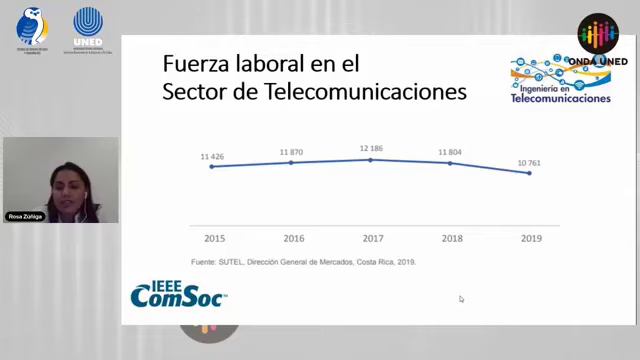 UNED
ONDA UNED
Fuerza laboral en el
Sector de Telecomunicaciones
Ingeniería en
Telecomunicaciones
11 426
11 870
12 186
11 804
10 761
2015
2016
2017
2018
2019
Fuente: SUTEL, Dirección General de Mercados, Costa Rica, 2019.
IEEE
ComSoc™
Rosa Zúñiga